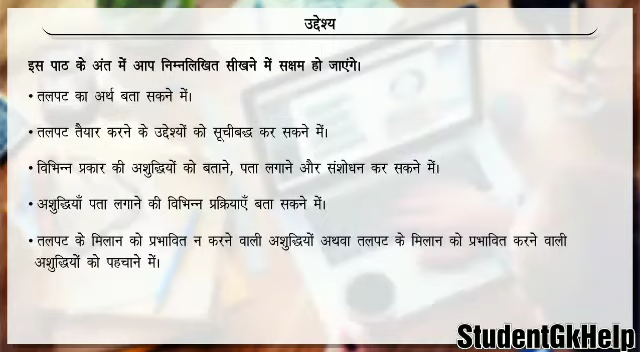 उद्देश्य
इस पाठ के अंत में आप निम्नलिखित सीखने में सक्षम हो जाएंगे।
• तलपट का अर्थ बता सकने में।
• तलपट तैयार करने के उद्देश्यों को सूचीबद्ध कर सकने में।
• विभिन्न प्रकार की अशुद्धियों को बताने, पता लगाने और संशोधन कर सकने में।
• अशुद्धियाँ पता लगाने की विभिन्न प्रक्रियाएँ बता सकने में।
• तलपट के मिलान को प्रभावित न करने वाली अशुद्धियों अथवा तलपट के मिलान को प्रभावित करने वाली
अशुद्धियों को पहचाने में।
StudentGkHelp